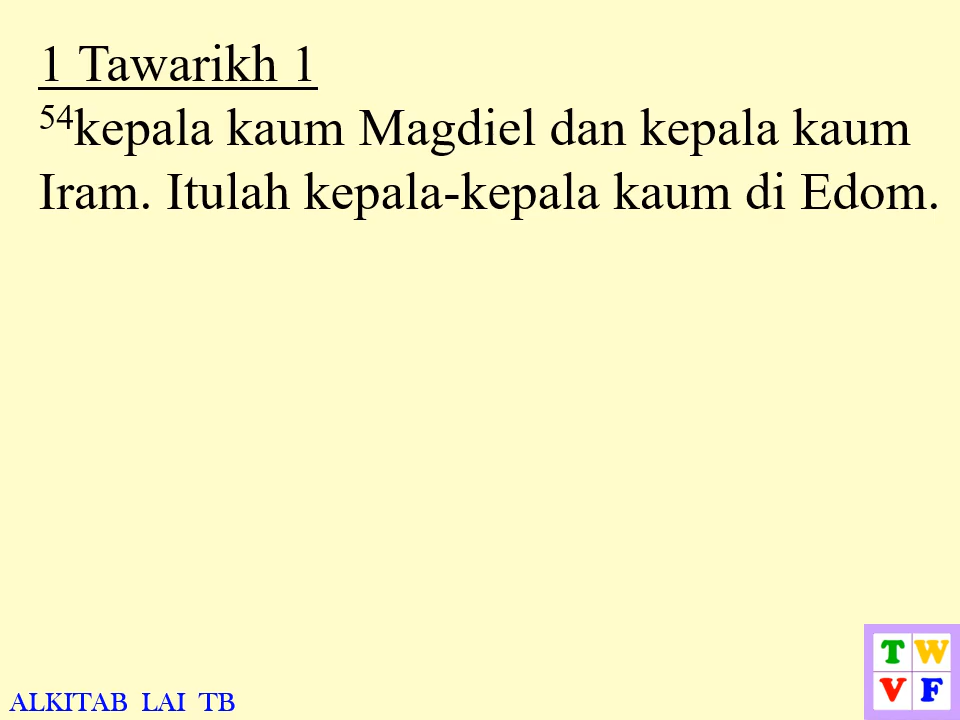 1 Tawarikh 1
54kepala kaum Magdiel dan kepala kaum
Iram. Itulah kepala-kepala kaum di Edom.
ALKITAB LAI TB
T W
V F